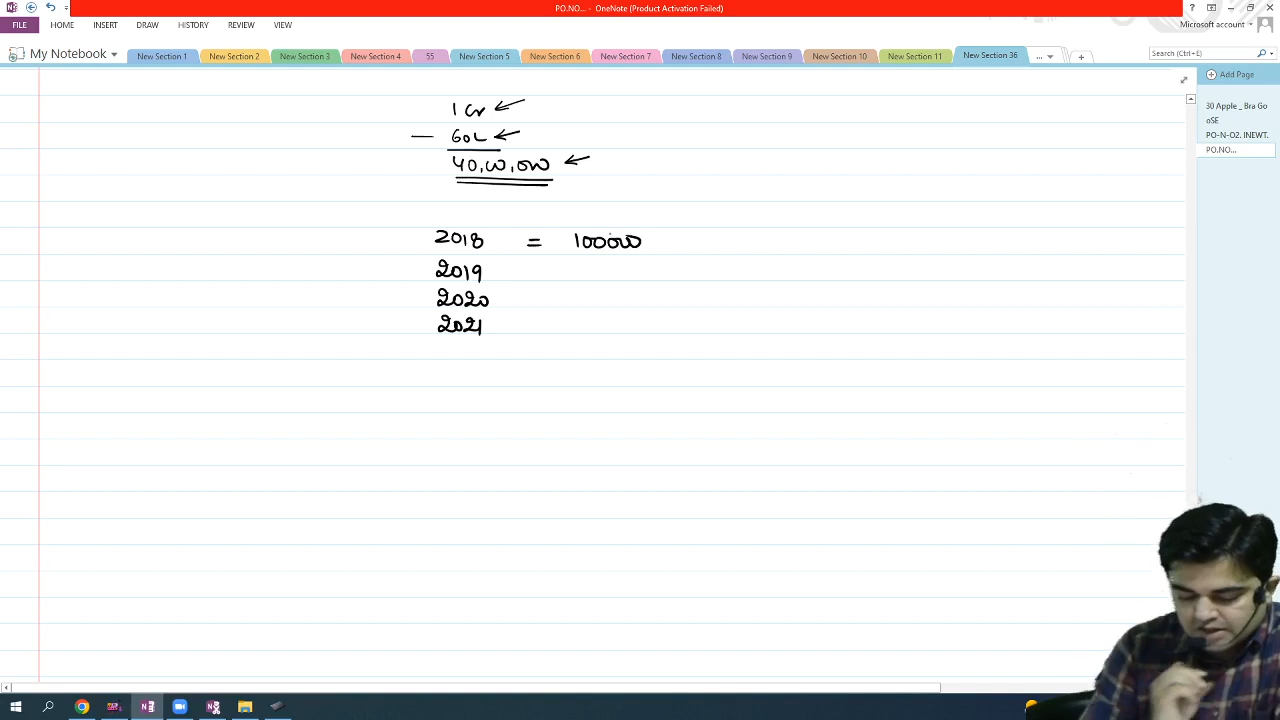 PO.NO... - OneNote (Product Activation Failed)
FILE HOME INSERT DRAW HISTORY REVIEW VIEW
Microsoft account
My Notebook
New Section 1 New Section 2 New Section 3 New Section 4 55 New Section 5 New Section 6 New Section 7 New Section 8 New Section 9 New Section 10 New Section 11 New Section 36 ...
Search (Ctrl+E)
Add Page
30 Apple _ Bra Go
oSE
PO-N-O2. INEWT.
PO.NO...
1 Cr
— 60L
40,00,000
2018 = 100000
2019
2020
2021